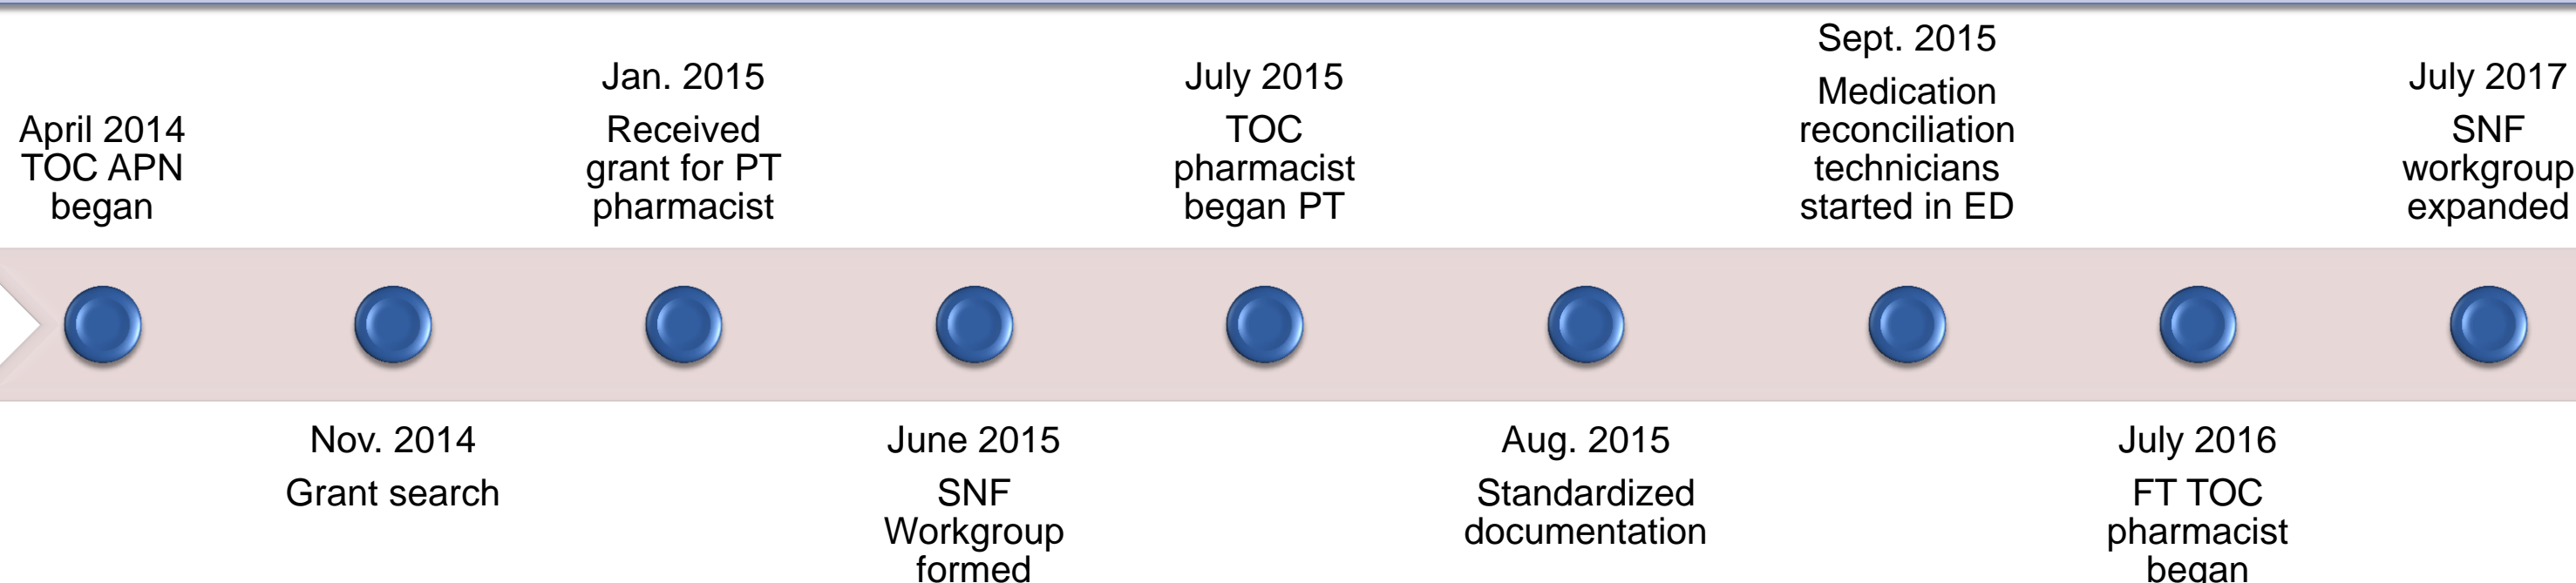 April 2014
TOC APN
began
Nov. 2014
Grant search
Jan. 2015
Received
grant for PT
pharmacist
June 2015
SNF
Workgroup
formed
July 2015
TOC
pharmacist
began PT
Aug. 2015
Standardized
documentation
Sept. 2015
Medication
reconciliation
technicians
started in ED
July 2016
FT TOC
pharmacist
began
July 2017
SNF
workgroup
expanded